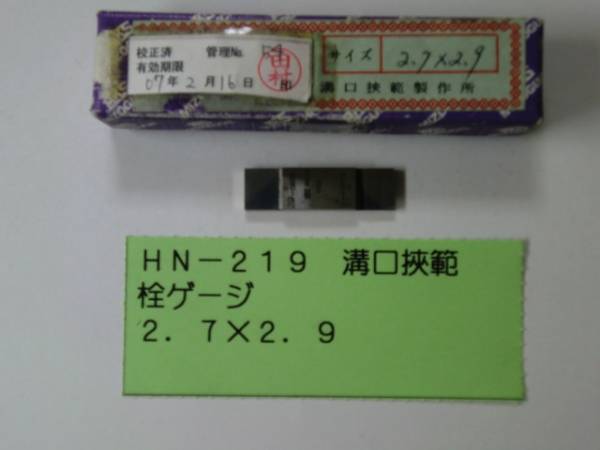 校正済 管理No.
有効期限
07年2月16日 印
サイズ 2.7×2.9
溝口挾範製作所
HN-219 溝口挾範
栓ゲージ
2.7×2.9